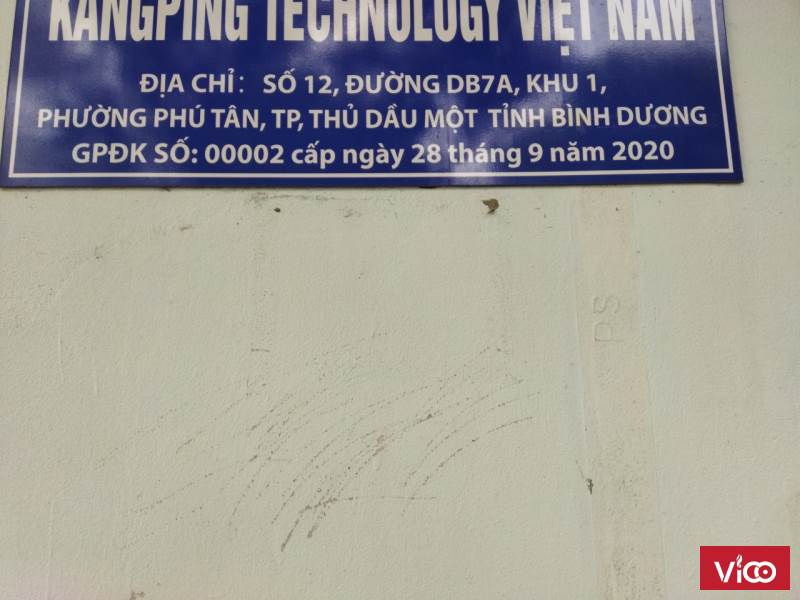 KANGPING TECHNOLOGY VIỆT NAM
ĐỊA CHỈ: SỐ 12, ĐƯỜNG DB7A, KHU 1,
PHƯỜNG PHÚ TÂN, TP, THỦ DẦU MỘT TỈNH BÌNH DƯƠNG
GPĐK SỐ: 00002 cấp ngày 28 tháng 9 năm 2020
PS
ViCO